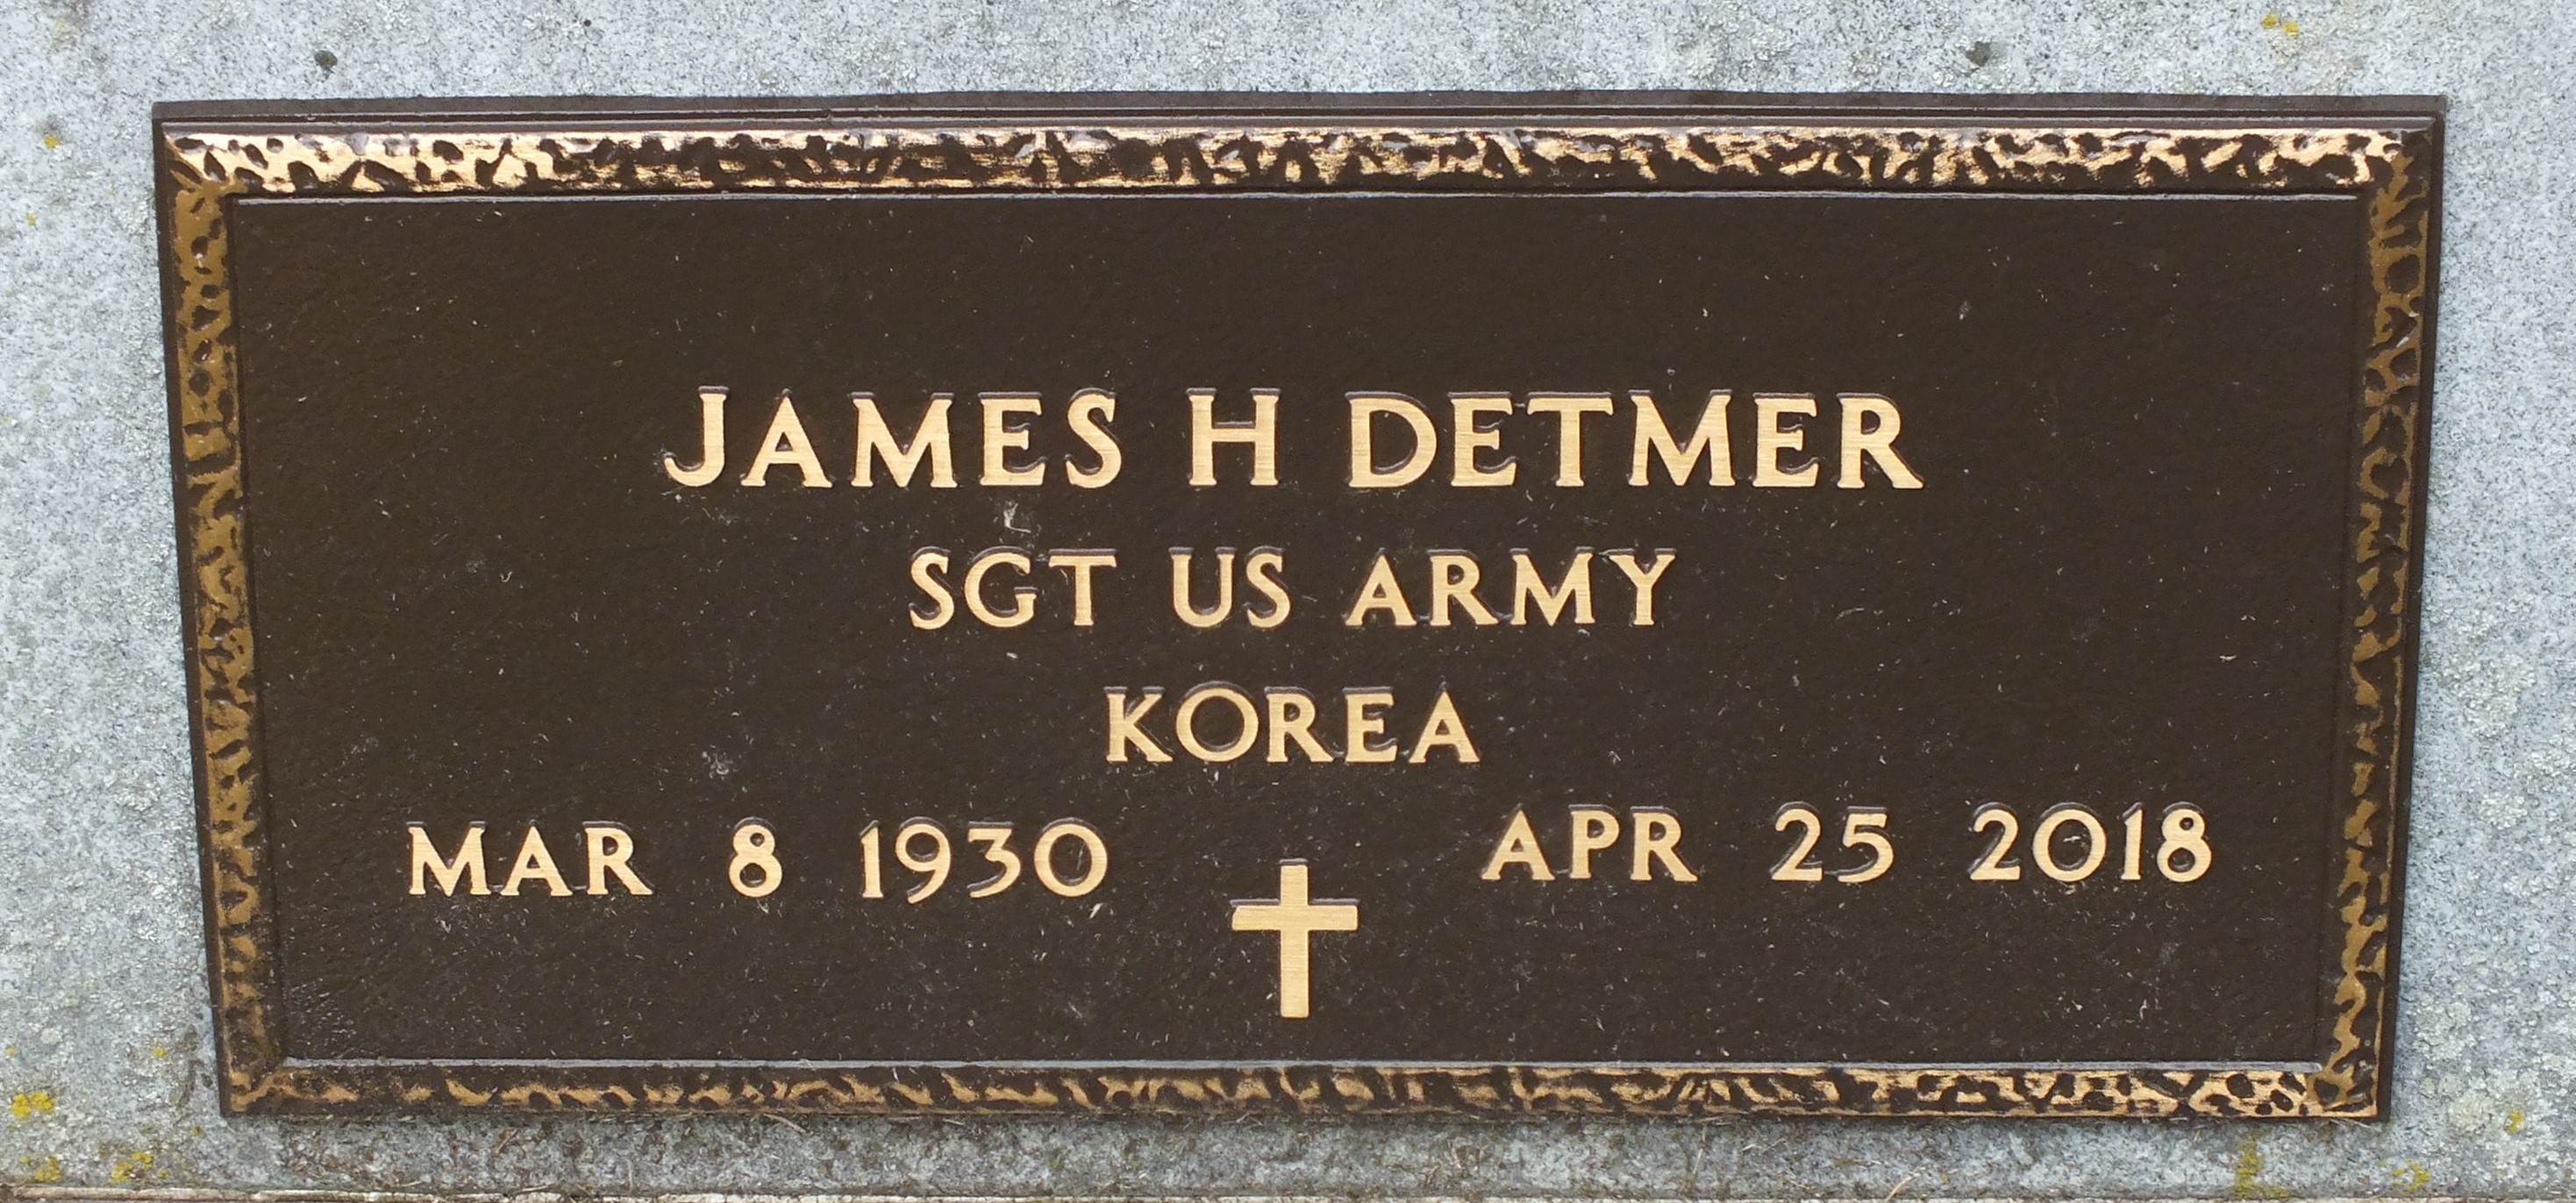 JAMES H DETMER
SGT US ARMY
KOREA
MAR 8 1930 APR 25 2018